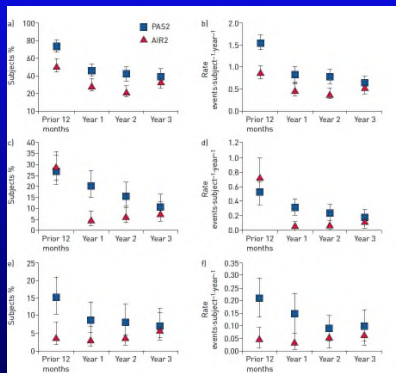 PAS2
AIR2
a)
Subjects %
100
80
60
40
20
10
Prior 12 months
Year 1
Year 2
Year 3
b)
Rate events·subject⁻¹·year⁻¹
2.0
1.5
1.0
0.5
0.0
Prior 12 months
Year 1
Year 2
Year 3
c)
Subjects %
40
35
30
25
20
15
10
5
0
Prior 12 months
Year 1
Year 2
Year 3
d)
Rate events·subject⁻¹·year⁻¹
1.2
1.0
0.8
0.6
0.4
0.2
0.0
Prior 12 months
Year 1
Year 2
Year 3
e)
Subjects %
25
20
15
10
5
0
Prior 12 months
Year 1
Year 2
Year 3
f)
Rate events·subject⁻¹·year⁻¹
0.35
0.30
0.25
0.20
0.15
0.10
0.05
0.00
Prior 12 months
Year 1
Year 2
Year 3